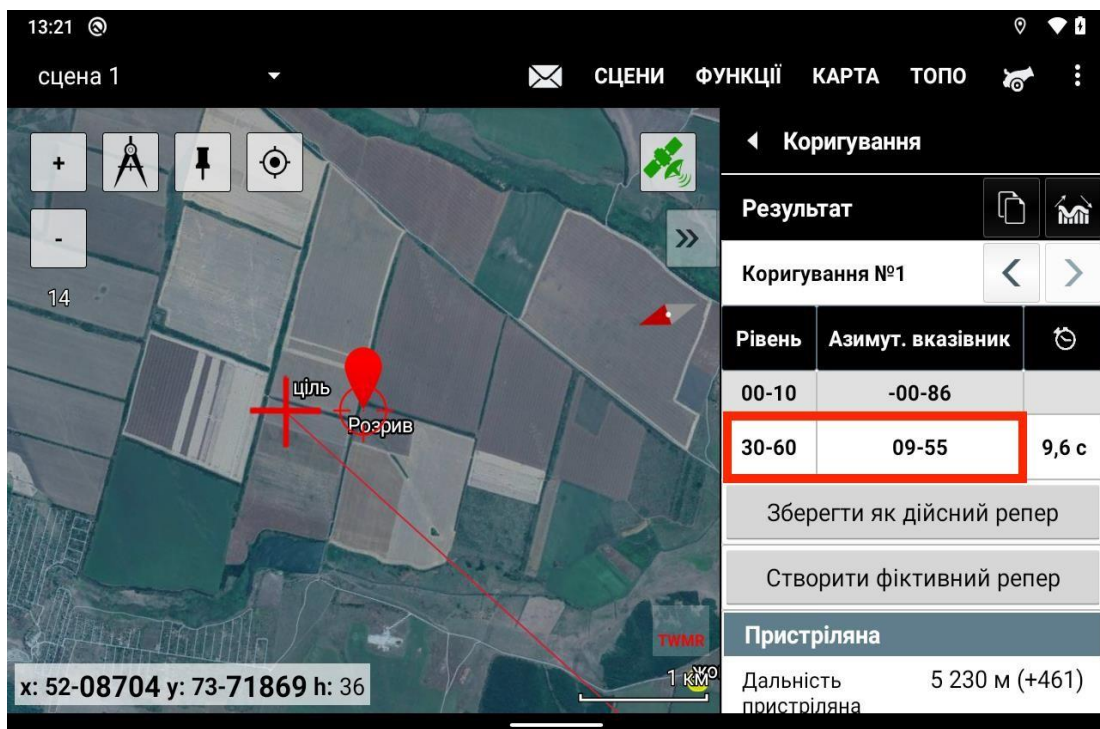 13:21
сцена 1
СЦЕНИ ФУНКЦІЇ КАРТА ТОПО
+
-
14
ціль
Розрив
TWMR
1 км
x: 52-08704 y: 73-71869 h: 36
Коригування
Результат
Коригування №1
Рівень Азимут. вказівник
00-10 -00-86
30-60 09-55 9,6 с
Зберегти як дійсний репер
Створити фіктивний репер
Пристріляна
Дальність 5 230 м (+461)
пристріляна